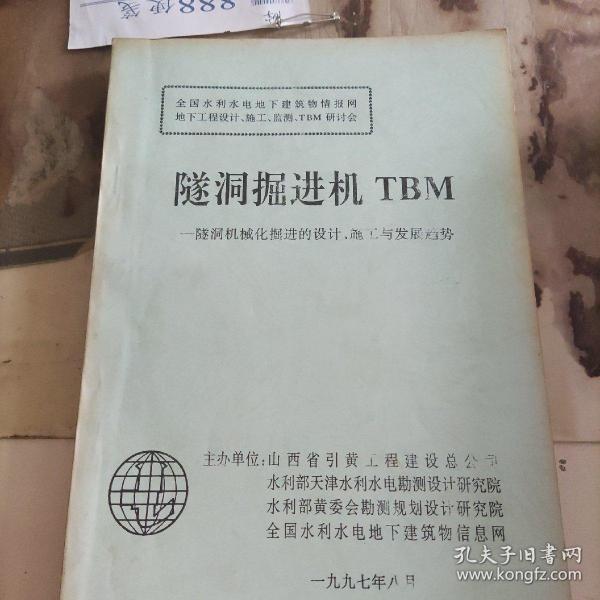 888便笺
全国水利水电地下建筑物情报网
地下工程设计、施工、监测、TBM 研讨会
隧洞掘进机 TBM
—隧洞机械化掘进的设计、施工与发展趋势
主办单位：山西省引黄工程建设总公司
水利部天津水利水电勘测设计研究院
水利部黄委会勘测规划设计研究院
全国水利水电地下建筑物信息网
一九九七年八月
孔夫子旧书网
www.kongfz.com